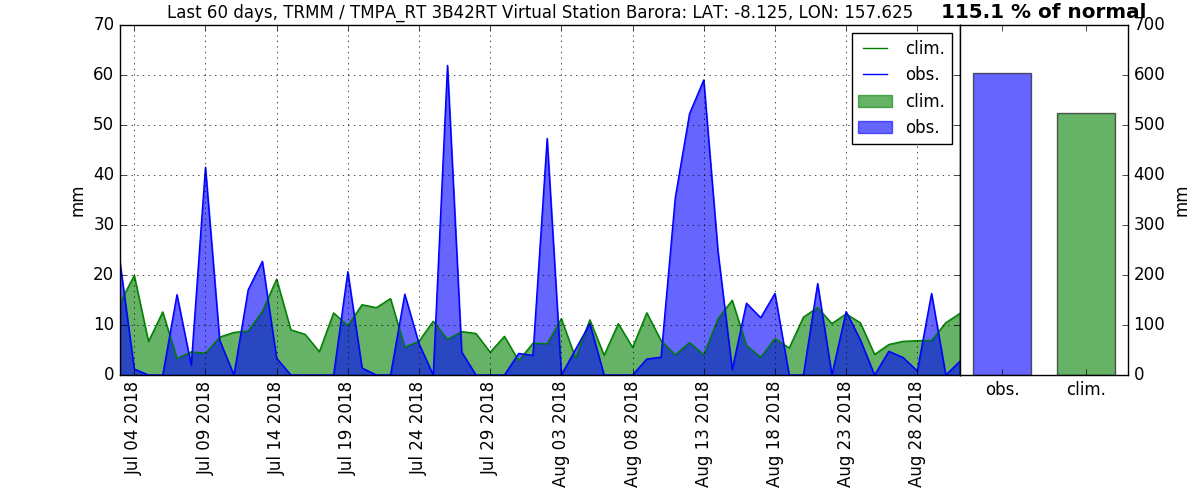 Last 60 days, TRMM / TMPA_RT 3B42RT Virtual Station Barora: LAT: -8.125, LON: 157.625
115.1 % of normal
70
60
50
40
30
20
10
0
mm
clim.
obs.
clim.
obs.
700
600
500
400
300
200
100
0
mm
Jul 04 2018
Jul 09 2018
Jul 14 2018
Jul 19 2018
Jul 24 2018
Jul 29 2018
Aug 03 2018
Aug 08 2018
Aug 13 2018
Aug 18 2018
Aug 23 2018
Aug 28 2018
obs.
clim.